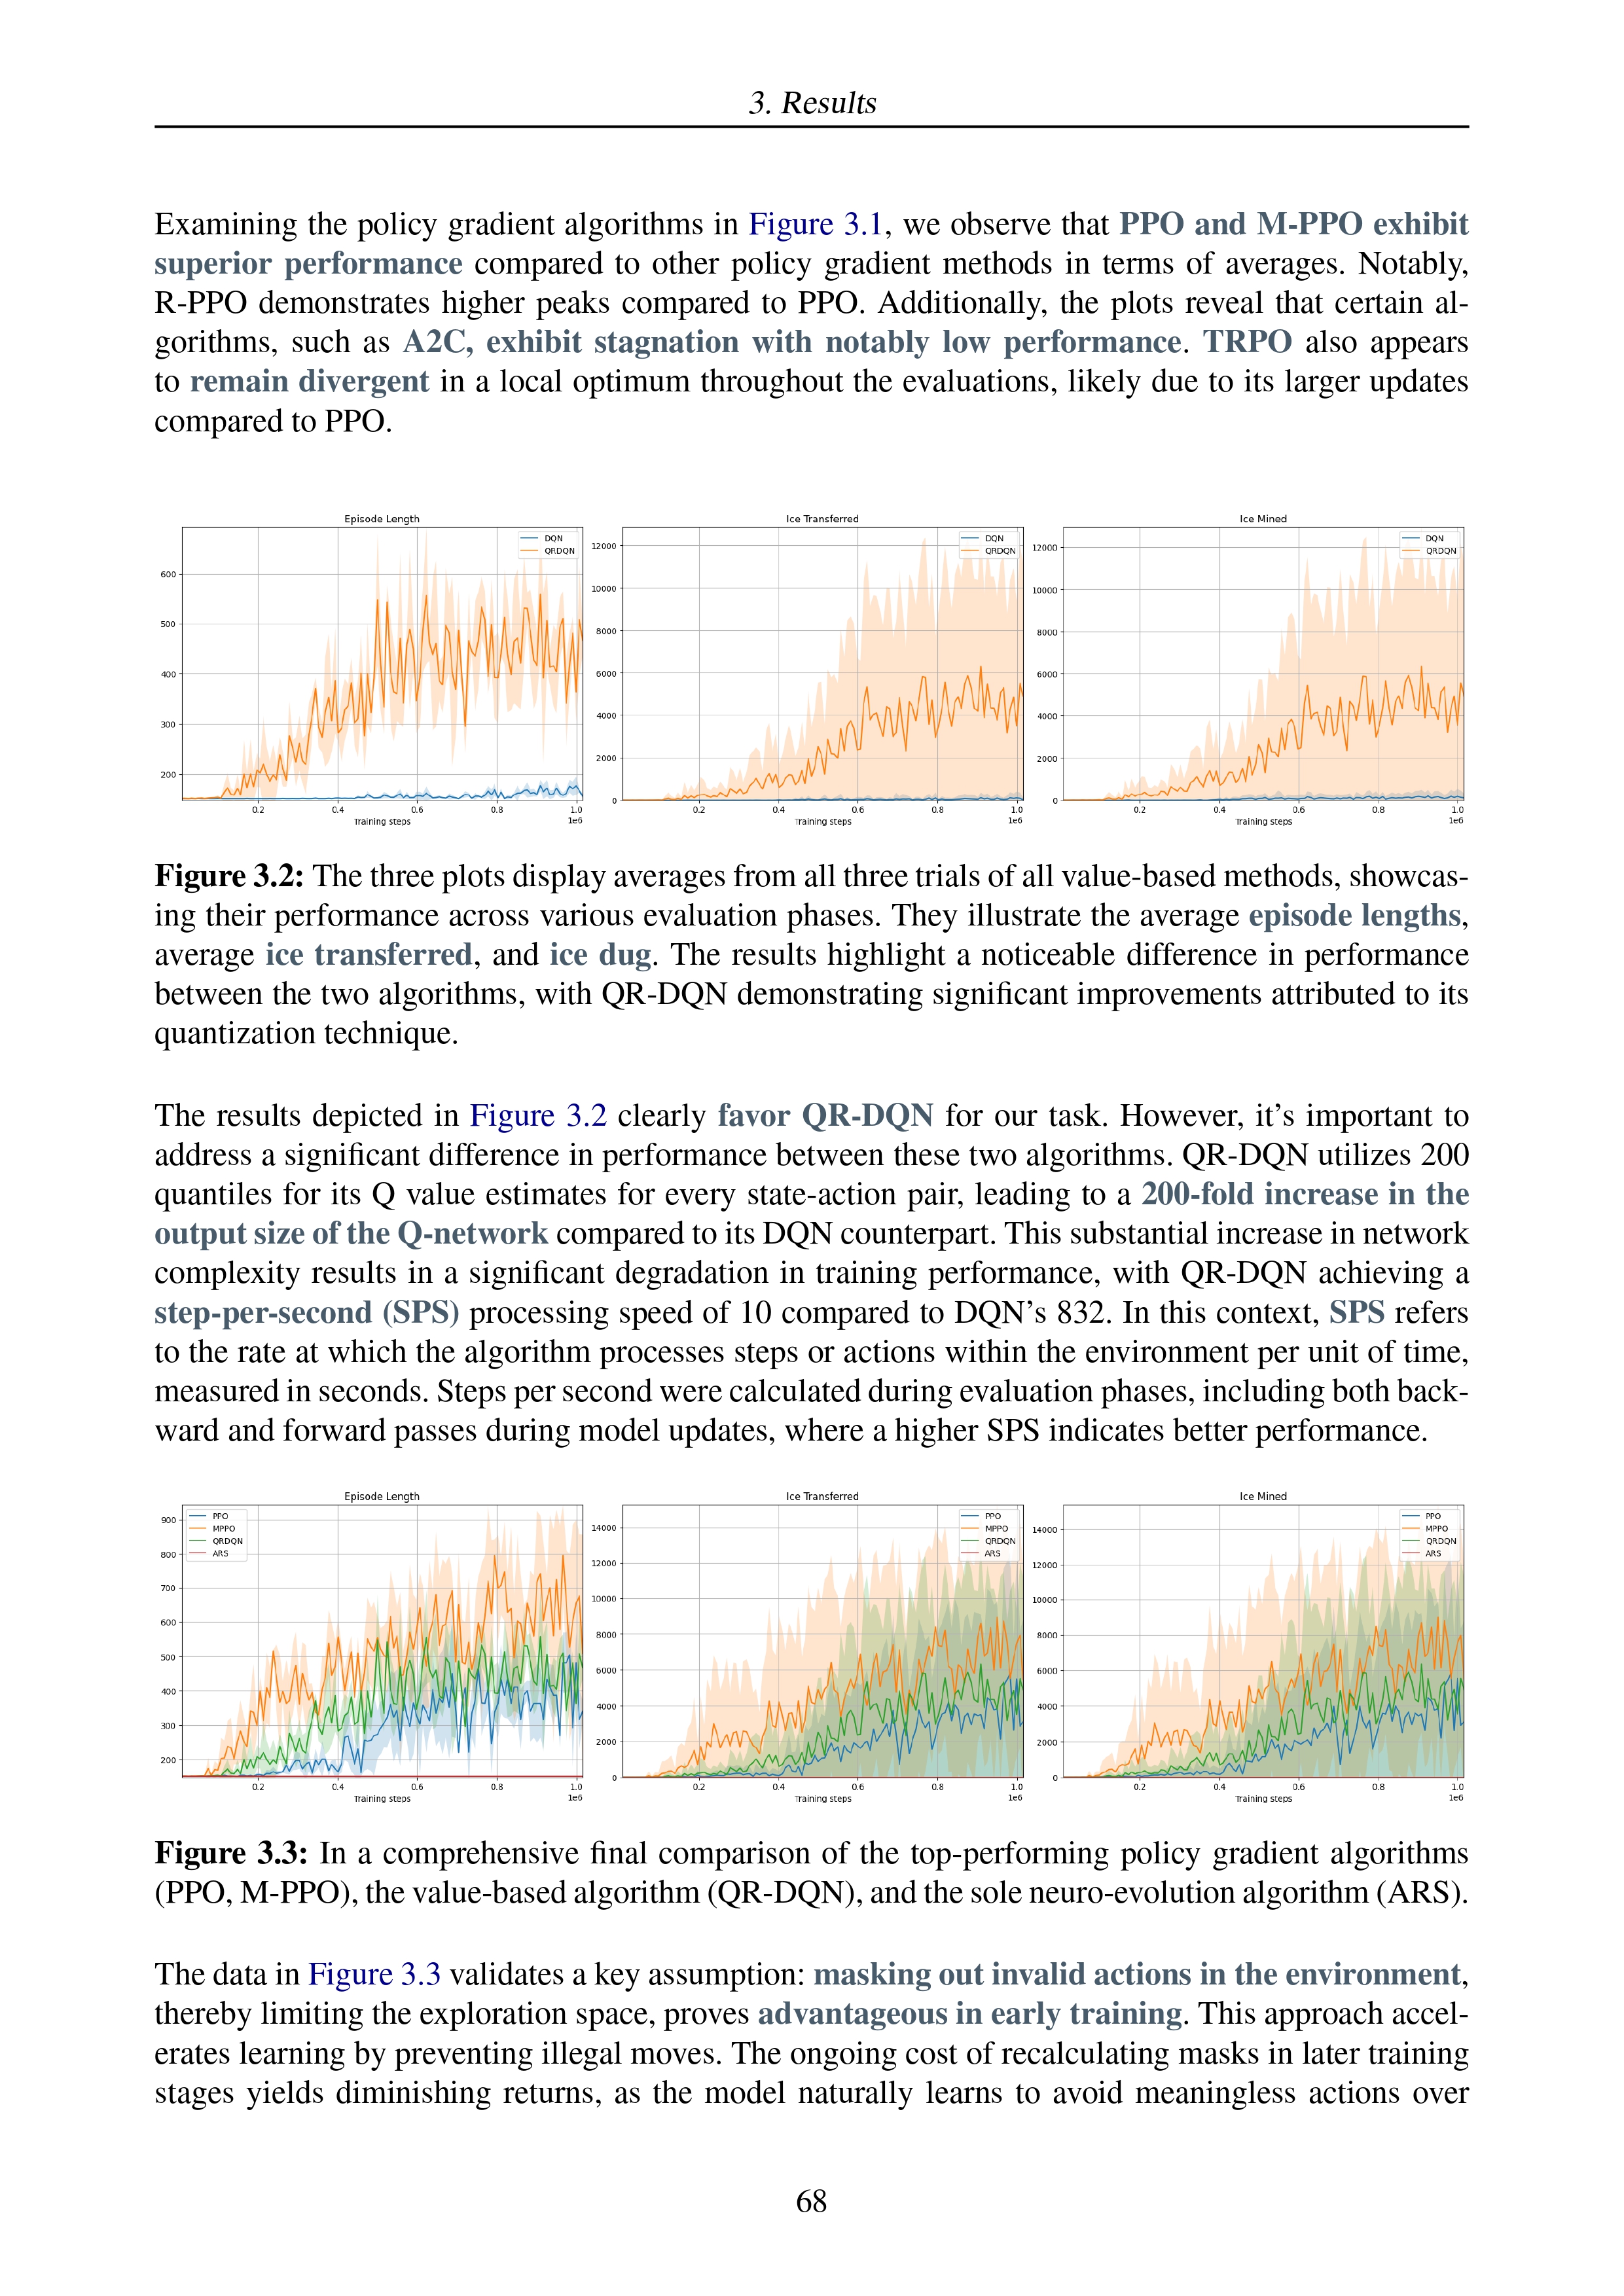 3. Results
Examining the policy gradient algorithms in Figure 3.1, we observe that PPO and M-PPO exhibit
superior performance compared to other policy gradient methods in terms of averages. Notably,
R-PPO demonstrates higher peaks compared to PPO. Additionally, the plots reveal that certain al-
gorithms, such as A2C, exhibit stagnation with notably low performance. TRPO also appears
to remain divergent in a local optimum throughout the evaluations, likely due to its larger updates
compared to PPO.
Episode Length
DQN
QRDQN
600
500
400
300
200
0.2 0.4 0.6 0.8 1.0
Training steps
1e6
Ice Transferred
DQN
QRDQN
12000
10000
8000
6000
4000
2000
0
0.2 0.4 0.6 0.8 1.0
Training steps
1e6
Ice Mined
DQN
QRDQN
12000
10000
8000
6000
4000
2000
0
0.2 0.4 0.6 0.8 1.0
Training steps
1e6
Figure 3.2: The three plots display averages from all three trials of all value-based methods, showcas-
ing their performance across various evaluation phases. They illustrate the average episode lengths,
average ice transferred, and ice dug. The results highlight a noticeable difference in performance
between the two algorithms, with QR-DQN demonstrating significant improvements attributed to its
quantization technique.
The results depicted in Figure 3.2 clearly favor QR-DQN for our task. However, it's important to
address a significant difference in performance between these two algorithms. QR-DQN utilizes 200
quantiles for its Q value estimates for every state-action pair, leading to a 200-fold increase in the
output size of the Q-network compared to its DQN counterpart. This substantial increase in network
complexity results in a significant degradation in training performance, with QR-DQN achieving a
step-per-second (SPS) processing speed of 10 compared to DQN's 832. In this context, SPS refers
to the rate at which the algorithm processes steps or actions within the environment per unit of time,
measured in seconds. Steps per second were calculated during evaluation phases, including both back-
ward and forward passes during model updates, where a higher SPS indicates better performance.
Episode Length
PPO
MPPO
QRDQN
ARS
900
800
700
600
500
400
300
200
0.2 0.4 0.6 0.8 1.0
Training steps
1e6
Ice Transferred
PPO
MPPO
QRDQN
ARS
14000
12000
10000
8000
6000
4000
2000
0
0.2 0.4 0.6 0.8 1.0
Training steps
1e6
Ice Mined
PPO
MPPO
QRDQN
ARS
14000
12000
10000
8000
6000
4000
2000
0
0.2 0.4 0.6 0.8 1.0
Training steps
1e6
Figure 3.3: In a comprehensive final comparison of the top-performing policy gradient algorithms
(PPO, M-PPO), the value-based algorithm (QR-DQN), and the sole neuro-evolution algorithm (ARS).
The data in Figure 3.3 validates a key assumption: masking out invalid actions in the environment,
thereby limiting the exploration space, proves advantageous in early training. This approach accel-
erates learning by preventing illegal moves. The ongoing cost of recalculating masks in later training
stages yields diminishing returns, as the model naturally learns to avoid meaningless actions over
68